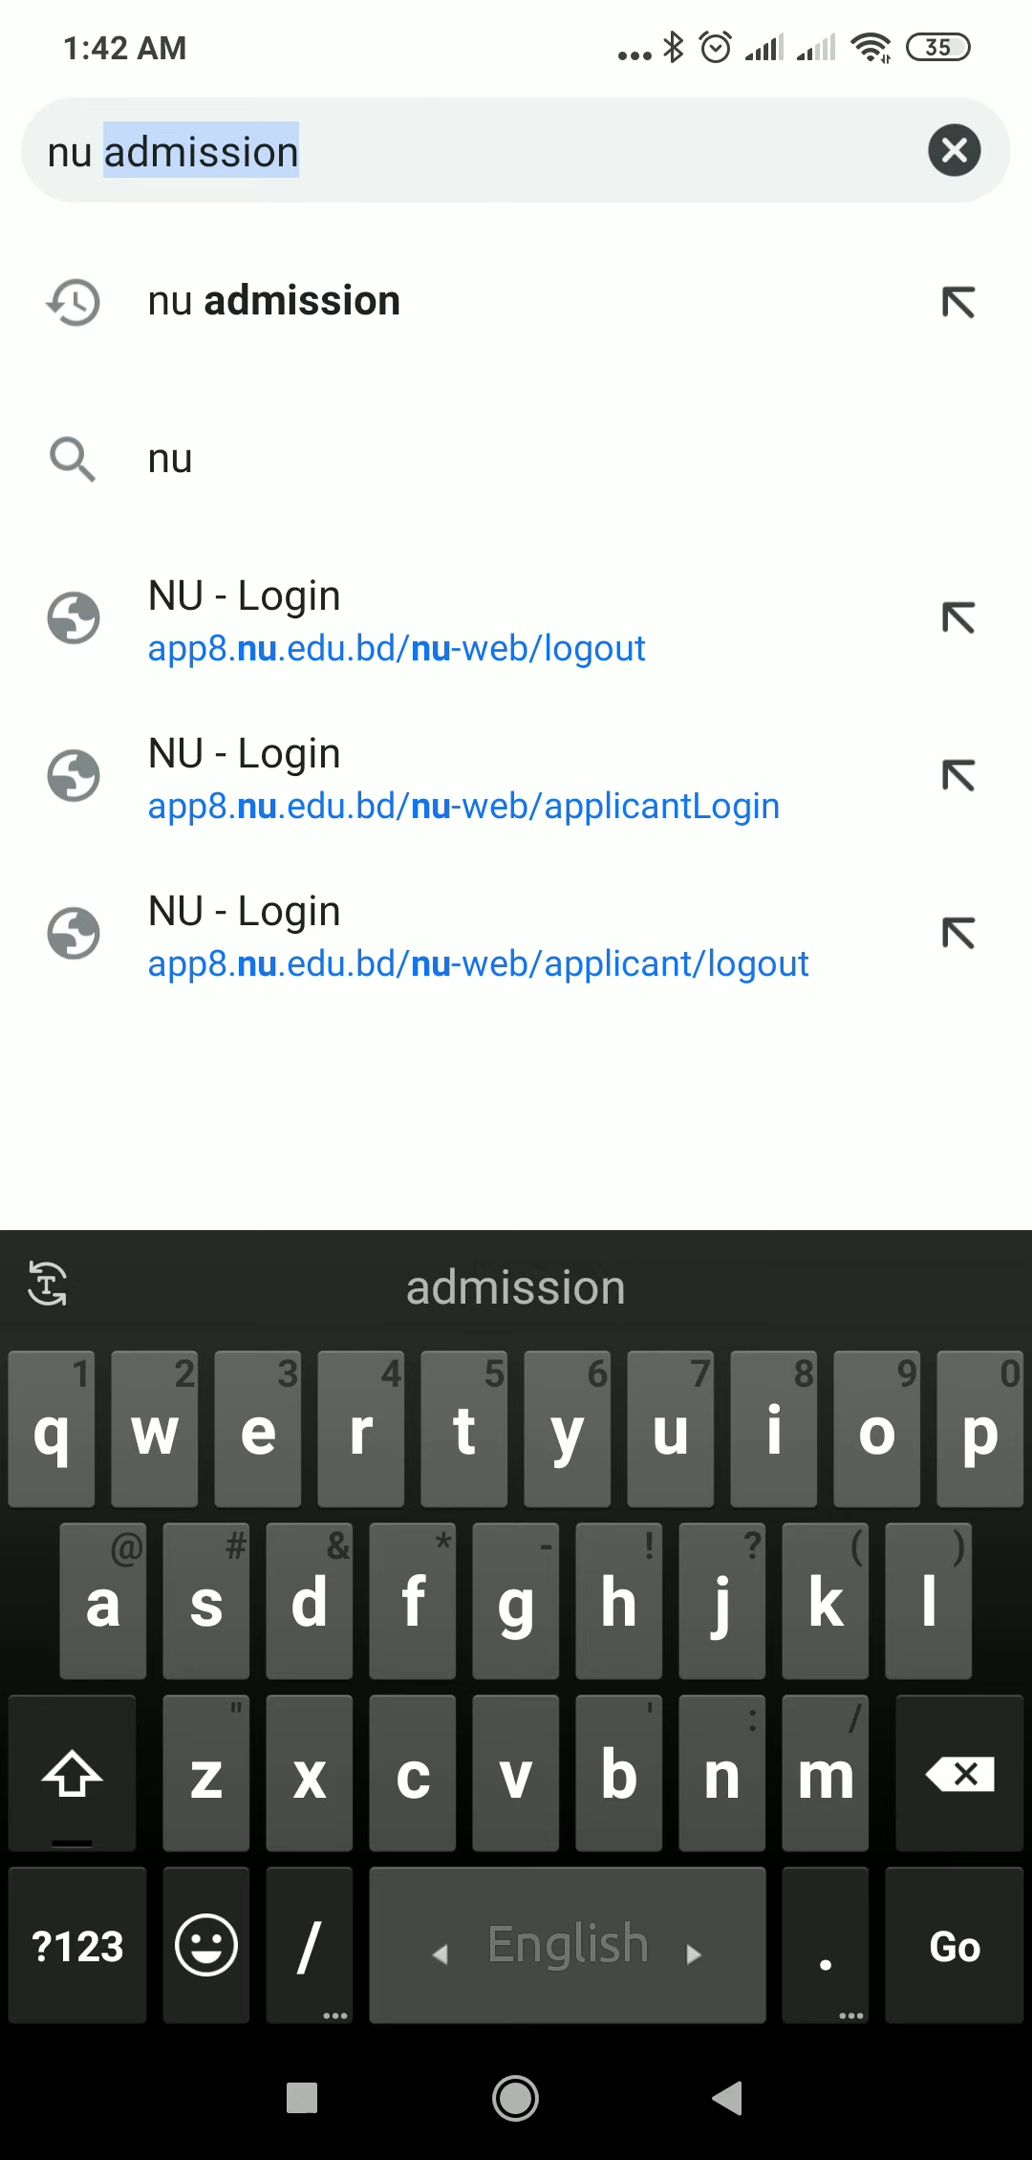 1:42 AM 35
nu admission
nu admission
nu
NU - Login
app8.nu.edu.bd/nu-web/logout
NU - Login
app8.nu.edu.bd/nu-web/applicantLogin
NU - Login
app8.nu.edu.bd/nu-web/applicant/logout
admission
1 2 3 4 5 6 7 8 9 0
q w e r t y u i o p
@ # & * - ! ? ( )
a s d f g h j k l
" ' : /
z x c v b n m
?123 / English . Go